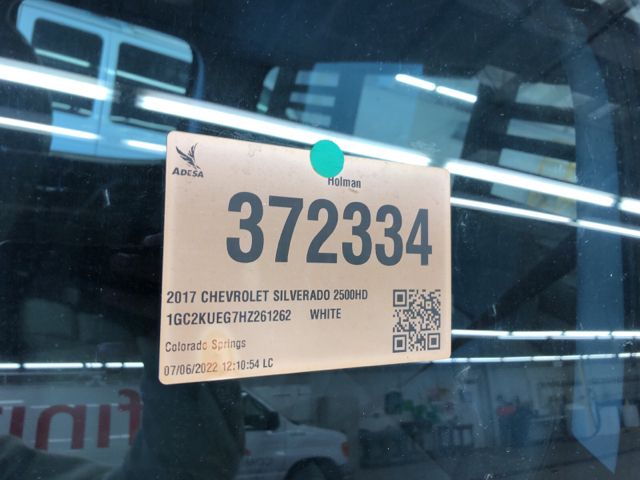 ADESA
Holman
372334
2017 CHEVROLET SILVERADO 2500HD
1GC2KUEG7HZ261262 WHITE
Colorado Springs
07/06/2022 12:10:54 LC